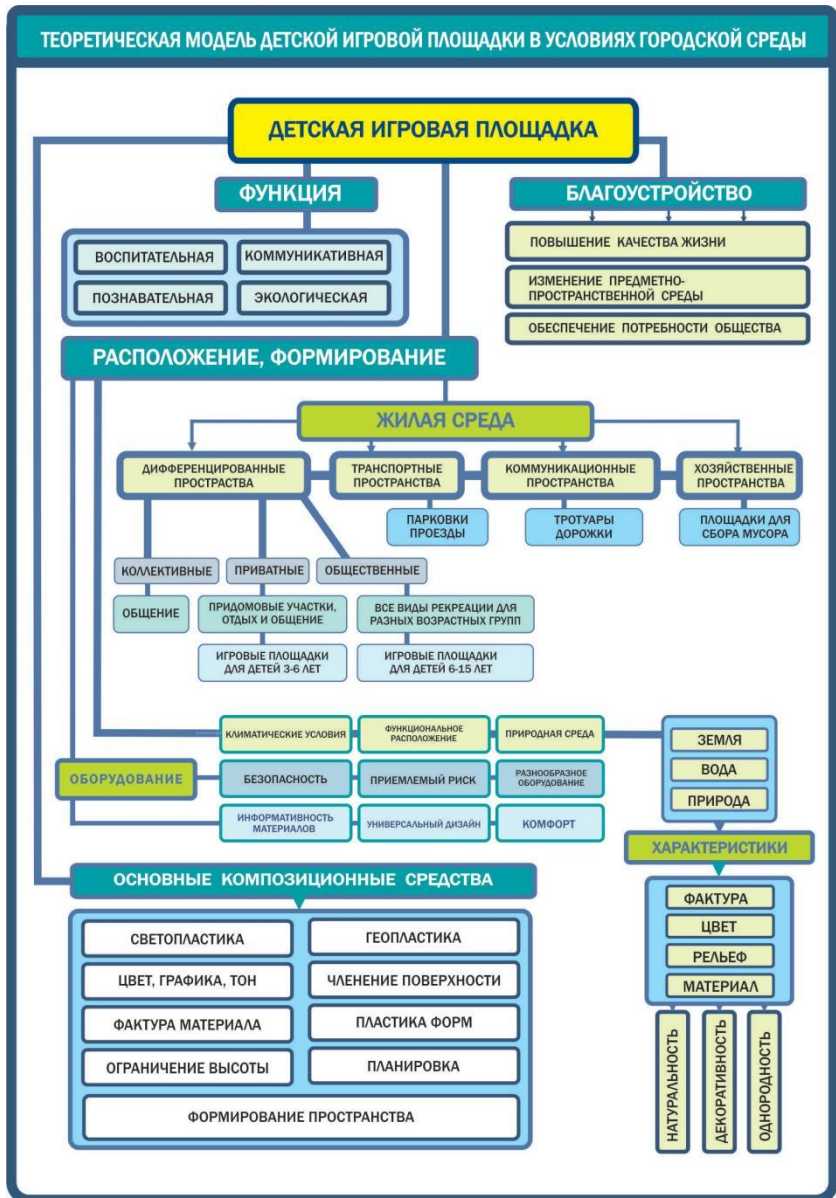 ТЕОРЕТИЧЕСКАЯ МОДЕЛЬ ДЕТСКОЙ ИГРОВОЙ ПЛОЩАДКИ В УСЛОВИЯХ ГОРОДСКОЙ СРЕДЫ
ДЕТСКАЯ ИГРОВАЯ ПЛОЩАДКА
ФУНКЦИЯ
ВОСПИТАТЕЛЬНАЯ
КОММУНИКАТИВНАЯ
ПОЗНАВАТЕЛЬНАЯ
ЭКОЛОГИЧЕСКАЯ
БЛАГОУСТРОЙСТВО
ПОВЫШЕНИЕ КАЧЕСТВА ЖИЗНИ
ИЗМЕНЕНИЕ ПРЕДМЕТНО-
ПРОСТРАНСТВЕННОЙ СРЕДЫ
ОБЕСПЕЧЕНИЕ ПОТРЕБНОСТИ ОБЩЕСТВА
РАСПОЛОЖЕНИЕ, ФОРМИРОВАНИЕ
ЖИЛАЯ СРЕДА
ДИФФЕРЕНЦИРОВАННЫЕ
ПРОСТРАСТВА
ТРАНСПОРТНЫЕ
ПРОСТРАНСТВА
КОММУНИКАЦИОННЫЕ
ПРОСТРАНСТВА
ХОЗЯЙСТВЕННЫЕ
ПРОСТРАНСТВА
ПАРКОВКИ
ПРОЕЗДЫ
ТРОТУАРЫ
ДОРОЖКИ
ПЛОЩАДКИ ДЛЯ
СБОРА МУСОРА
КОЛЛЕКТИВНЫЕ
ПРИВАТНЫЕ
ОБЩЕСТВЕННЫЕ
ОБЩЕНИЕ
ПРИДОМОВЫЕ УЧАСТКИ,
ОТДЫХ И ОБЩЕНИЕ
ВСЕ ВИДЫ РЕКРЕАЦИИ ДЛЯ
РАЗНЫХ ВОЗРАСТНЫХ ГРУПП
ИГРОВЫЕ ПЛОЩАДКИ
ДЛЯ ДЕТЕЙ 3-6 ЛЕТ
ИГРОВЫЕ ПЛОЩАДКИ
ДЛЯ ДЕТЕЙ 6-15 ЛЕТ
КЛИМАТИЧЕСКИЕ УСЛОВИЯ
ФУНКЦИОНАЛЬНОЕ
РАСПОЛОЖЕНИЕ
ПРИРОДНАЯ СРЕДА
ОБОРУДОВАНИЕ
БЕЗОПАСНОСТЬ
ПРИЕМЛЕМЫЙ РИСК
РАЗНООБРАЗНОЕ
ОБОРУДОВАНИЕ
ИНФОРМАТИВНОСТЬ
МАТЕРИАЛОВ
УНИВЕРСАЛЬНЫЙ ДИЗАЙН
КОМФОРТ
ЗЕМЛЯ
ВОДА
ПРИРОДА
ХАРАКТЕРИСТИКИ
ФАКТУРА
ЦВЕТ
РЕЛЬЕФ
МАТЕРИАЛ
НАТУРАЛЬНОСТЬ
ДЕКОРАТИВНОСТЬ
ОДНОРОДНОСТЬ
ОСНОВНЫЕ КОМПОЗИЦИОННЫЕ СРЕДСТВА
СВЕТОПЛАСТИКА
ГЕОПЛАСТИКА
ЦВЕТ, ГРАФИКА, ТОН
ЧЛЕНЕНИЕ ПОВЕРХНОСТИ
ФАКТУРА МАТЕРИАЛА
ПЛАСТИКА ФОРМ
ОГРАНИЧЕНИЕ ВЫСОТЫ
ПЛАНИРОВКА
ФОРМИРОВАНИЕ ПРОСТРАНСТВА